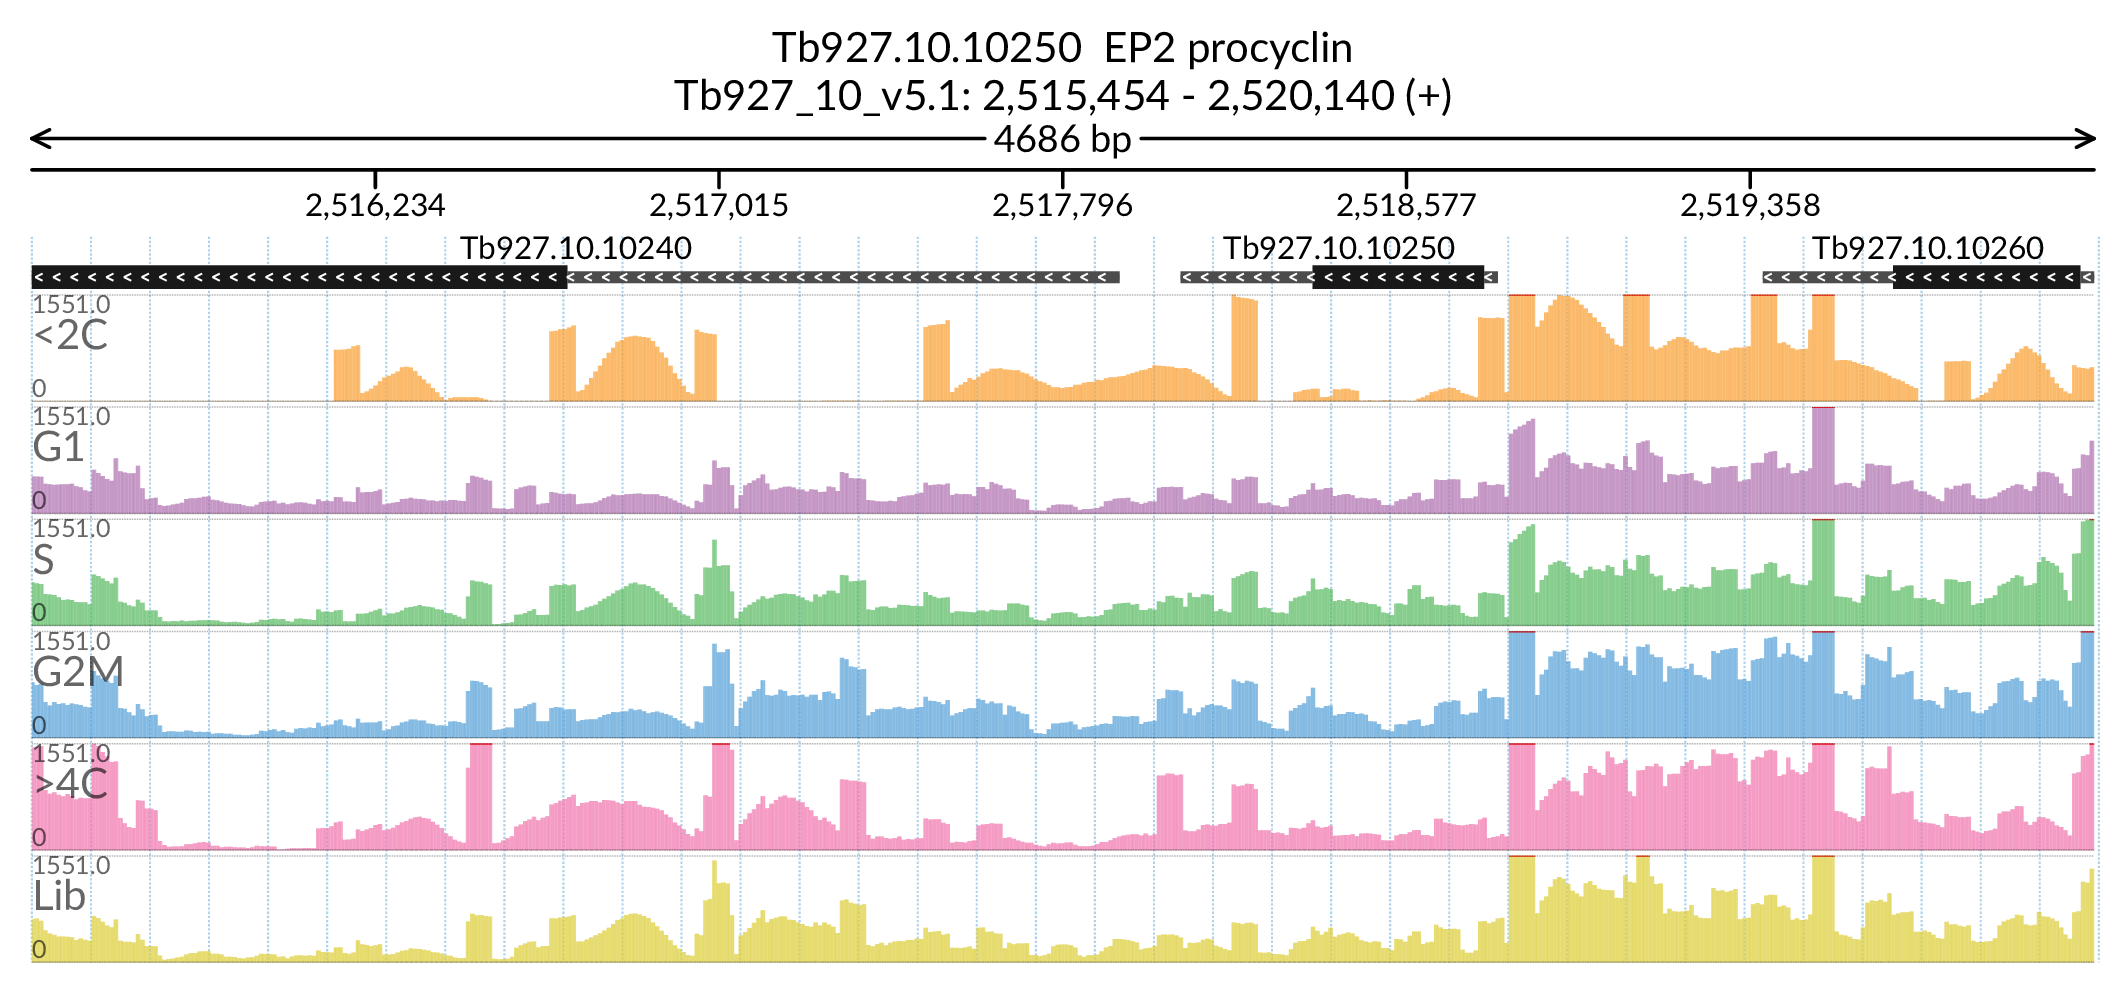 Tb927.10.10250  EP2 procyclin
Tb927_10_v5.1: 2,515,454 - 2,520,140 (+)
4686 bp
2,516,234 2,517,015 2,517,796 2,518,577 2,519,358
Tb927.10.10240 Tb927.10.10250 Tb927.10.10260
1551.0
<2C
0
1551.0
G1
0
1551.0
S
0
1551.0
G2M
0
1551.0
>4C
0
1551.0
Lib
0